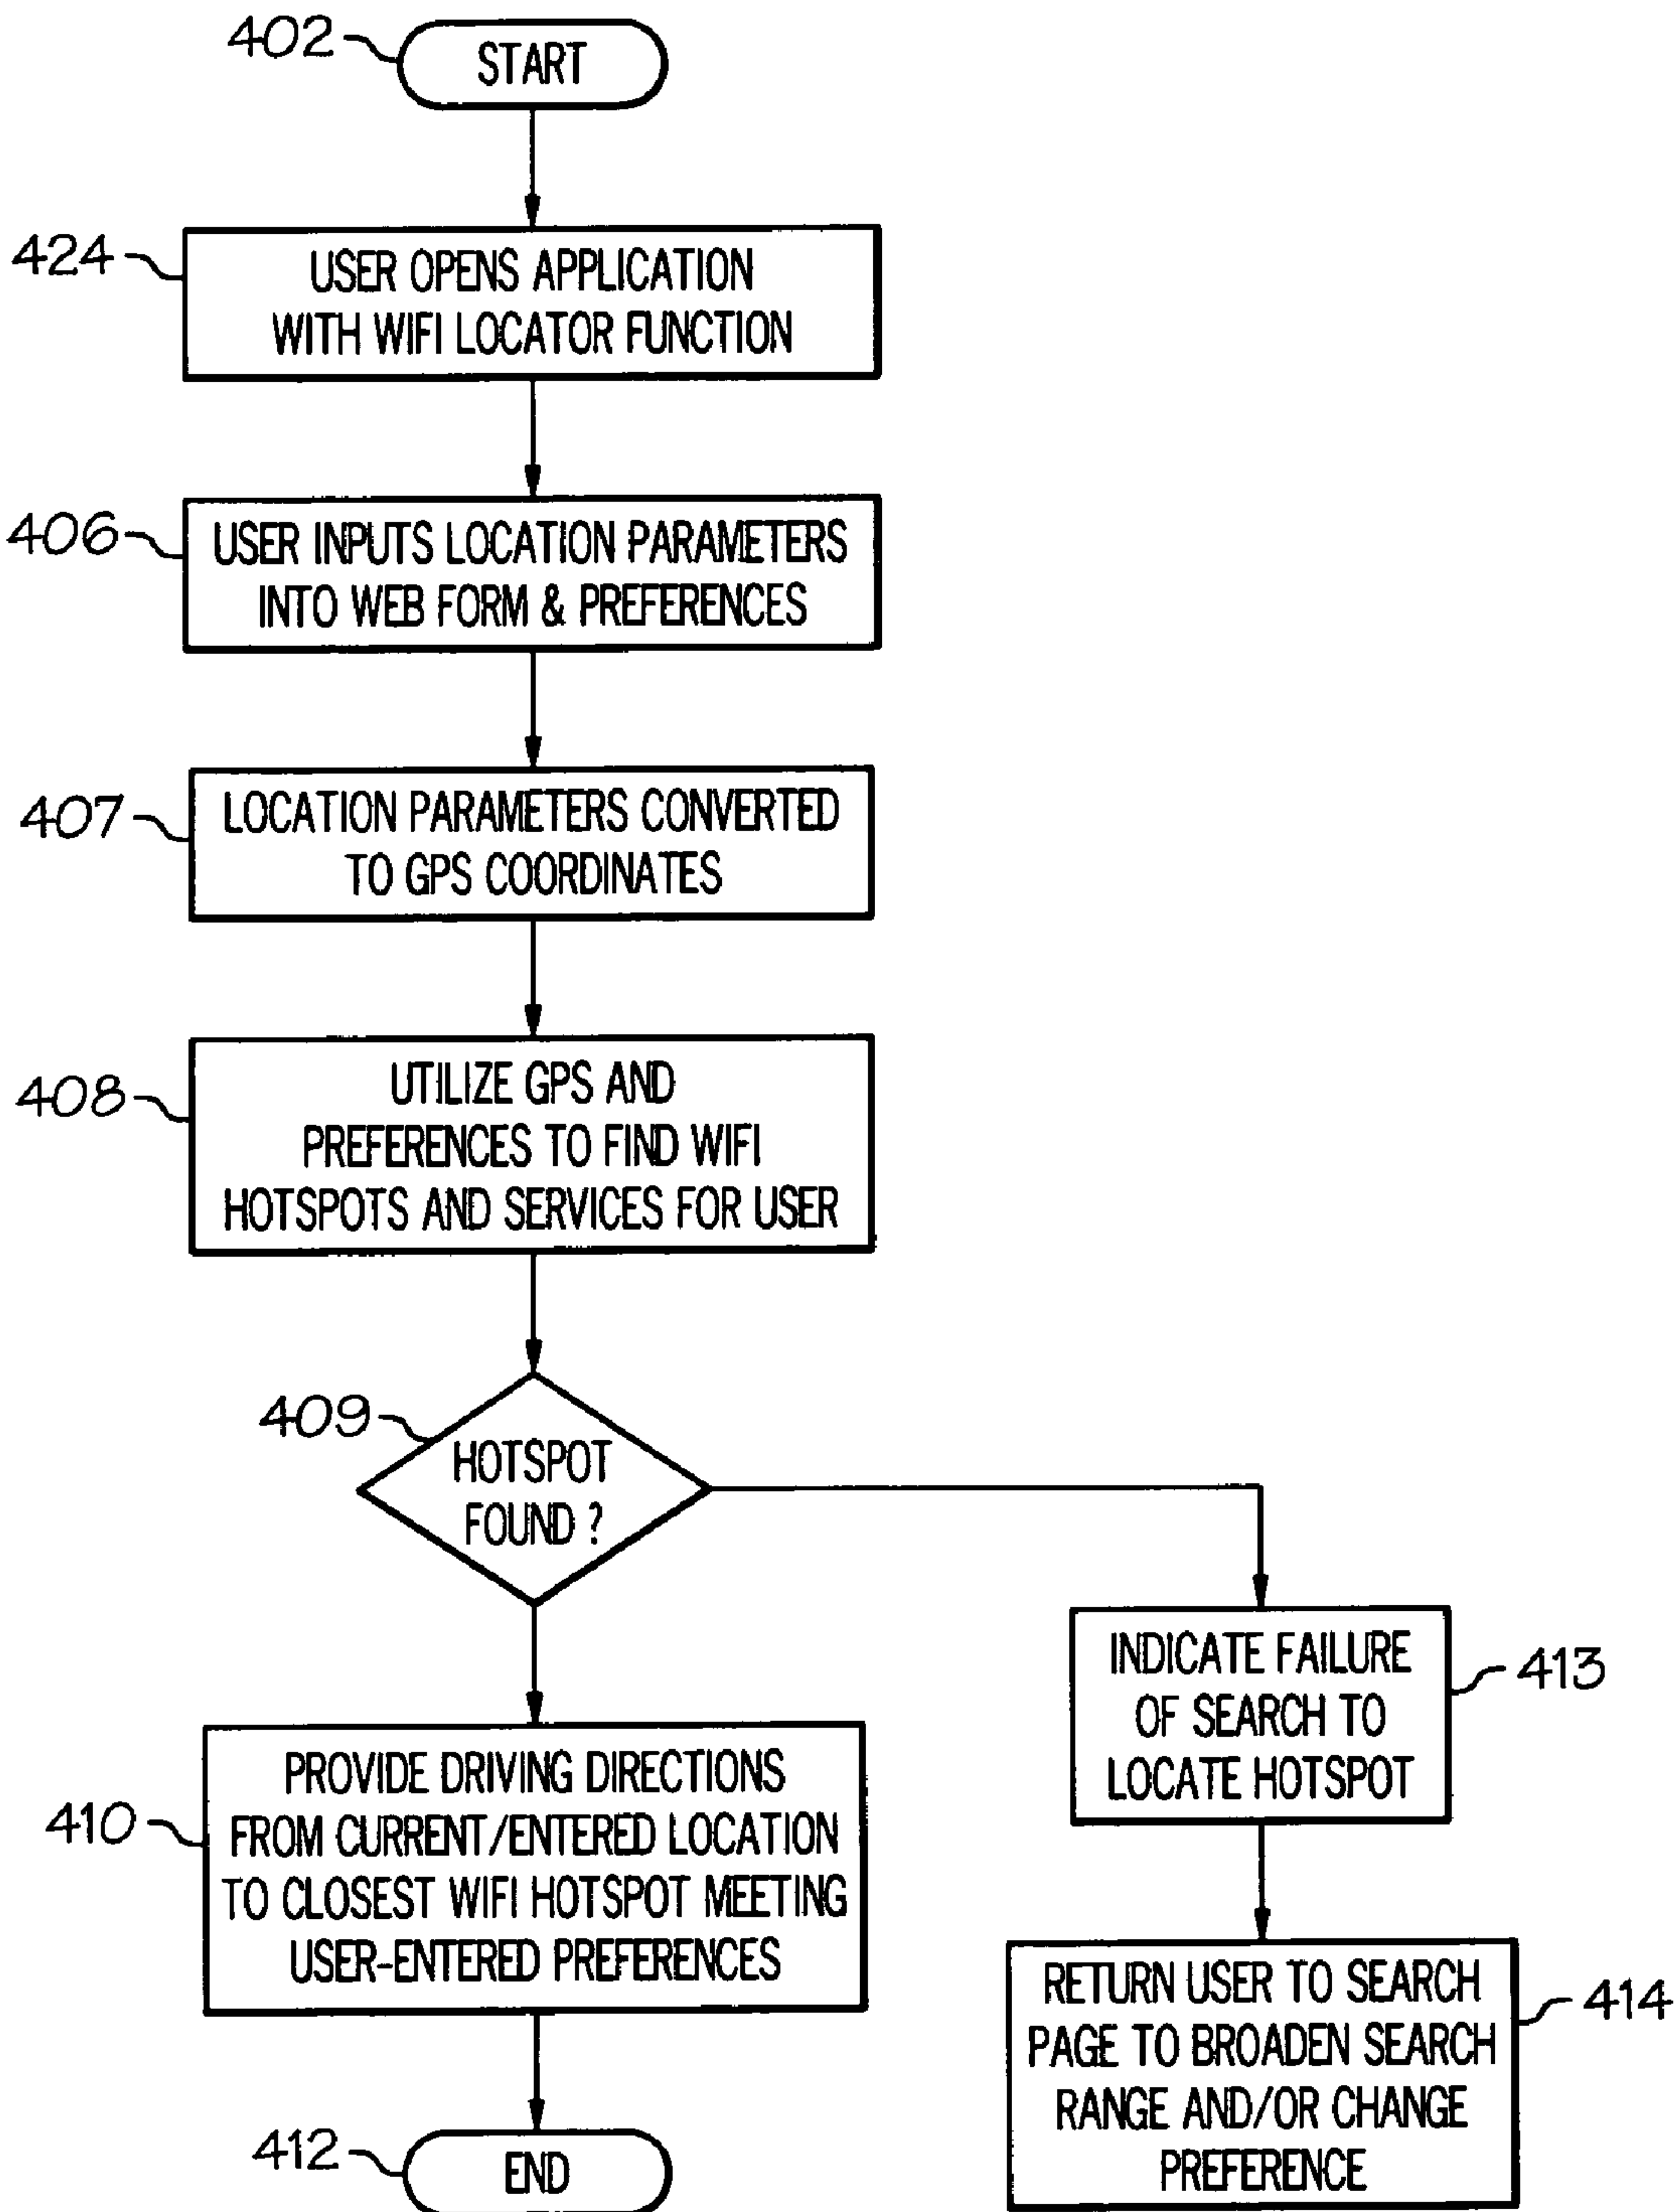 402
START
424
USER OPENS APPLICATION
WITH WIFI LOCATOR FUNCTION
406
USER INPUTS LOCATION PARAMETERS
INTO WEB FORM & PREFERENCES
407
LOCATION PARAMETERS CONVERTED
TO GPS COORDINATES
408
UTILIZE GPS AND
PREFERENCES TO FIND WIFI
HOTSPOTS AND SERVICES FOR USER
409
HOTSPOT
FOUND ?
410
PROVIDE DRIVING DIRECTIONS
FROM CURRENT/ENTERED LOCATION
TO CLOSEST WIFI HOTSPOT MEETING
USER-ENTERED PREFERENCES
412
END
INDICATE FAILURE
OF SEARCH TO
LOCATE HOTSPOT
413
RETURN USER TO SEARCH
PAGE TO BROADEN SEARCH
RANGE AND/OR CHANGE
PREFERENCE
414